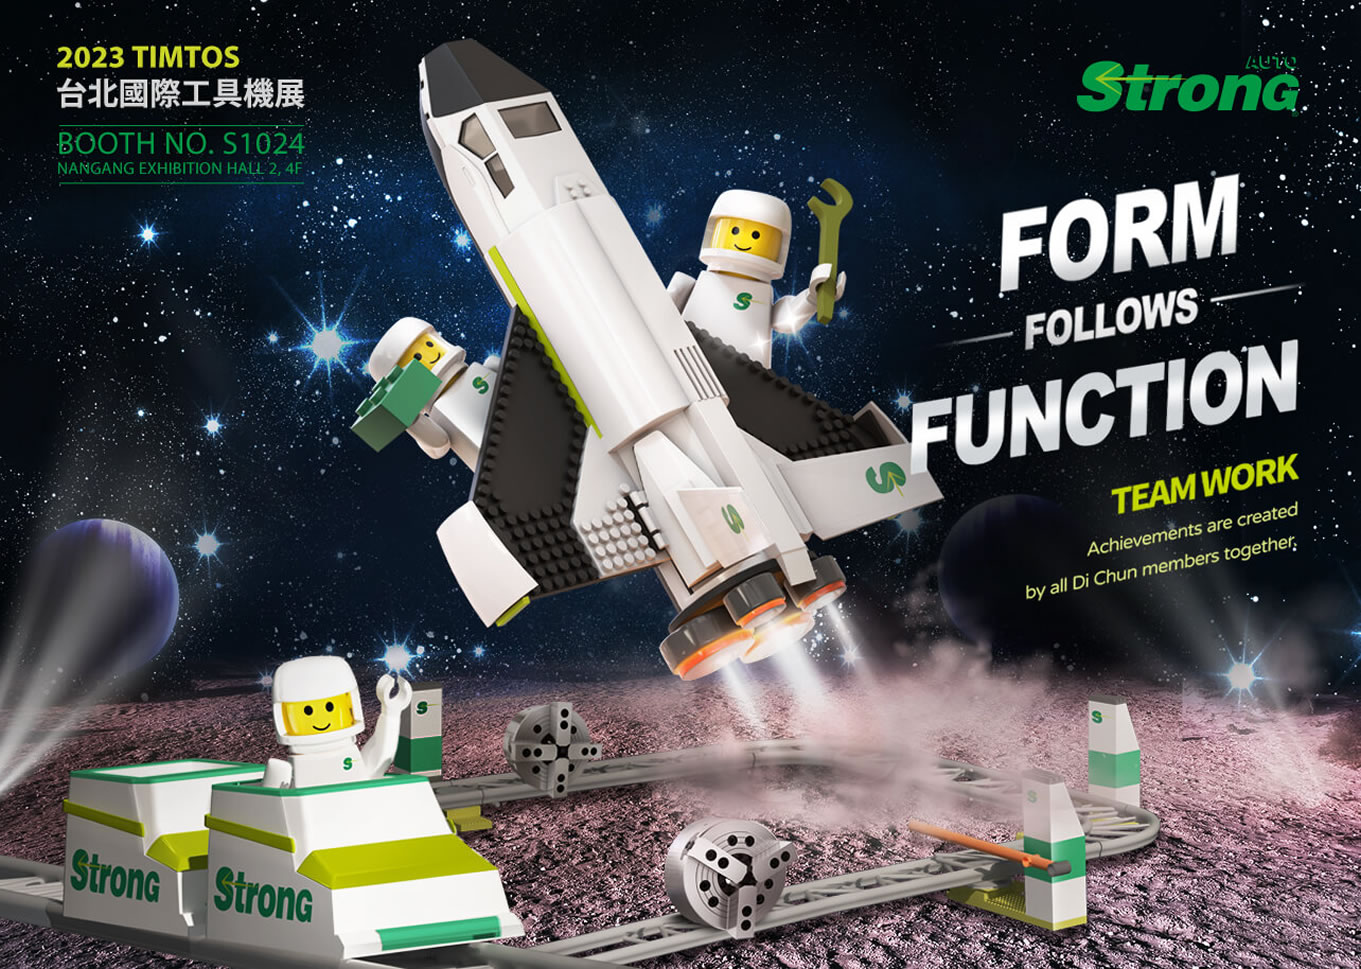 2023 TIMTOS
台北國際工具機展
BOOTH NO. S1024
NANGANG EXHIBITION HALL 2, 4F
AUTO
Strong
FORM
FOLLOWS
FUNCTION
TEAM WORK
Achievements are created
by all Di Chun members together.
Strong
Strong